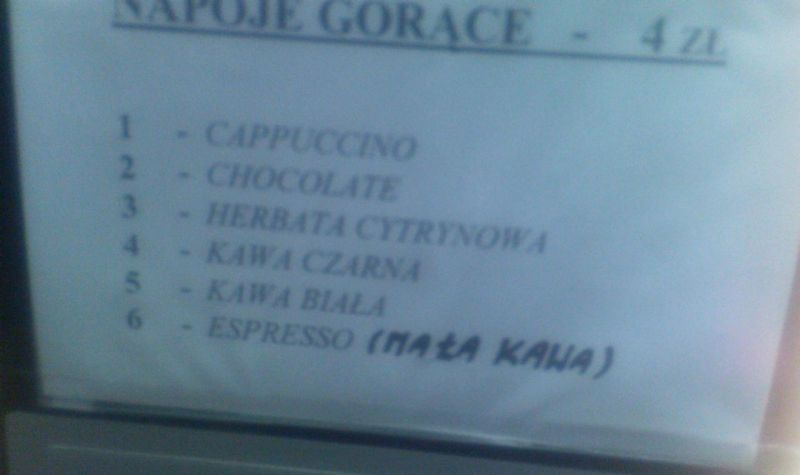 NAPOJE GORĄCE - 4 ZŁ
1 - CAPPUCCINO
2 - CHOCOLATE
3 - HERBATA CYTRYNOWA
4 - KAWA CZARNA
5 - KAWA BIAŁA
6 - ESPRESSO (MAŁA KAWA)